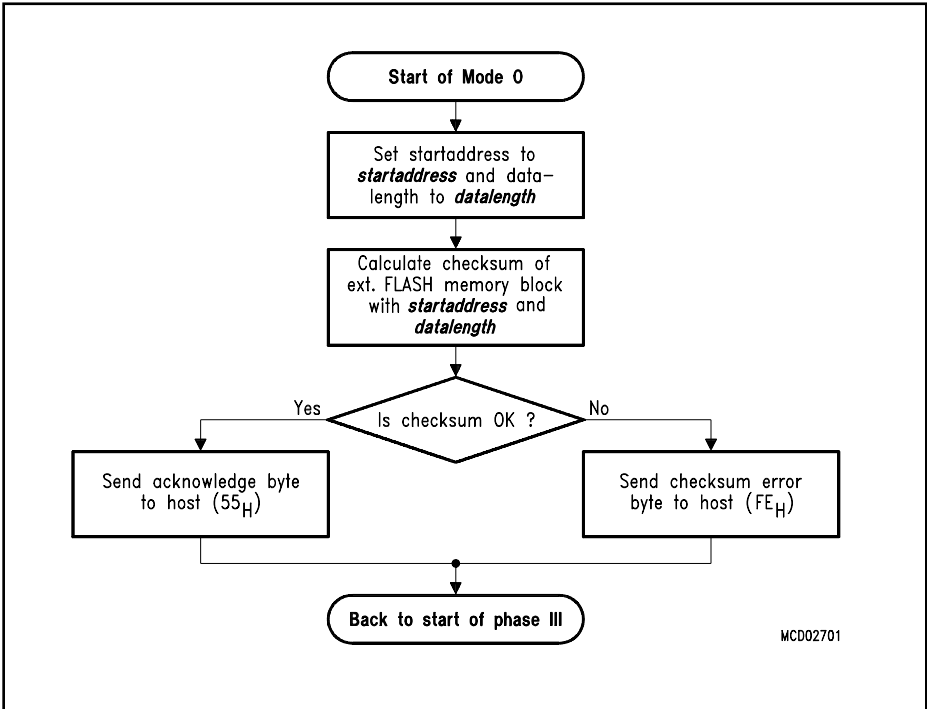 Start of Mode 0
Set startaddress to
startaddress and data-
length to datalength
Calculate checksum of
ext. FLASH memory block
with startaddress and
datalength
Yes
Is checksum OK ?
No
Send acknowledge byte
to host (55H)
Send checksum error
byte to host (FEH)
Back to start of phase III
MCD02701